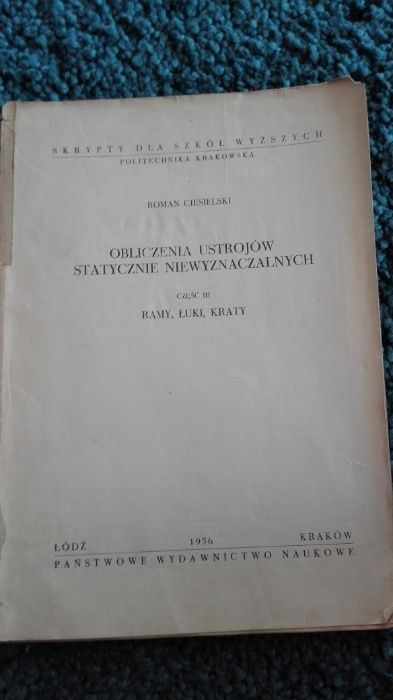 SKRYPTY DLA SZKÓŁ WYŻSZYCH
POLITECHNIKA KRAKOWSKA
ROMAN CIESIELSKI
OBLICZENIA USTROJÓW
STATYCZNIE NIEWYZNACZALNYCH
CZĘŚĆ III
RAMY, ŁUKI, KRATY
ŁÓDŹ 1956 KRAKÓW
PAŃSTWOWE WYDAWNICTWO NAUKOWE